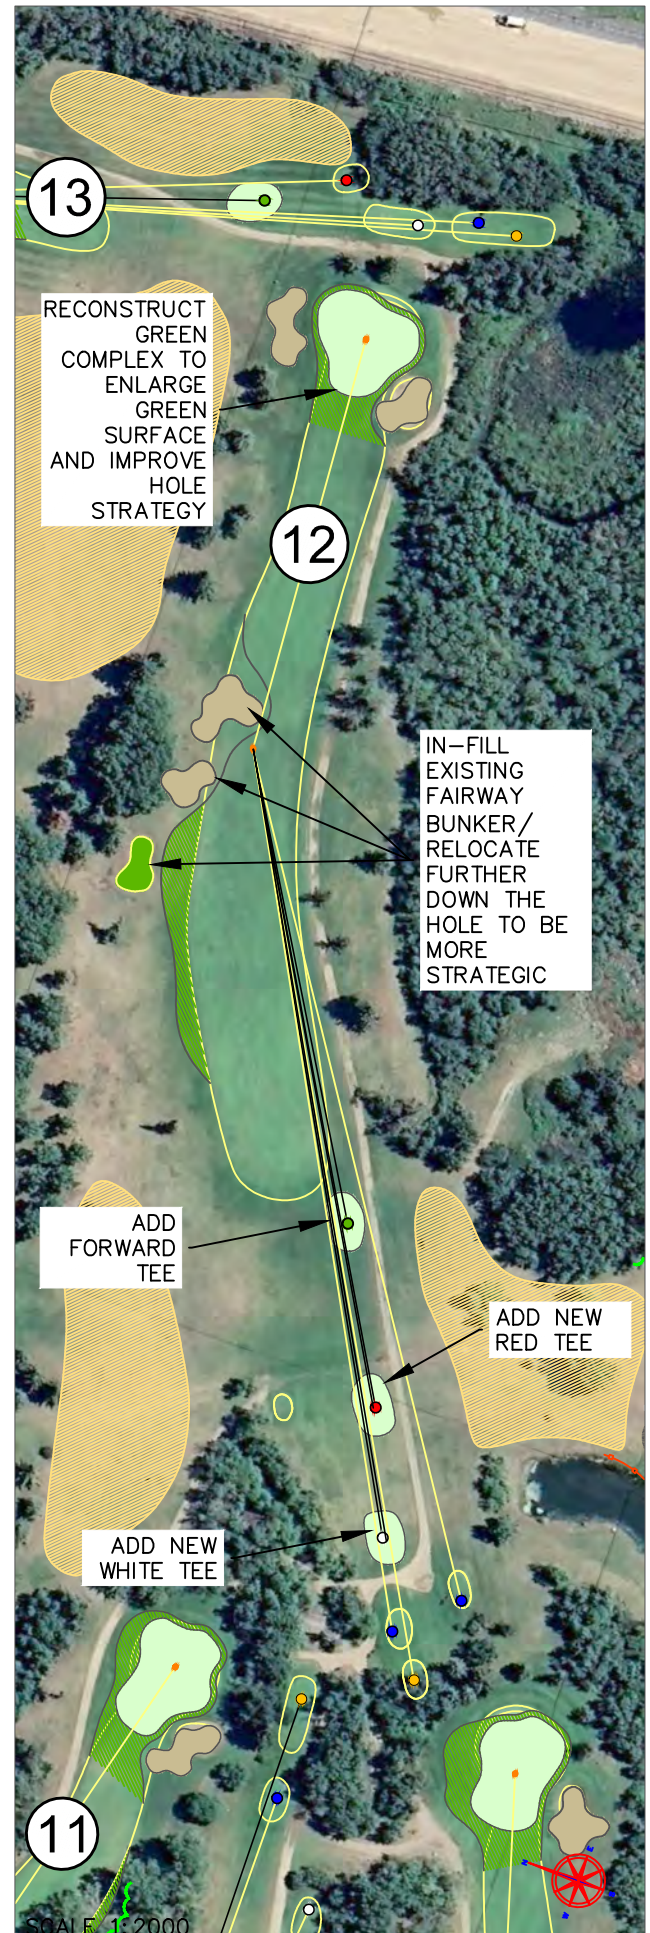 13
RECONSTRUCT
GREEN
COMPLEX TO
ENLARGE
GREEN
SURFACE
AND IMPROVE
HOLE
STRATEGY
12
IN-FILL
EXISTING
FAIRWAY
BUNKER/
RELOCATE
FURTHER
DOWN THE
HOLE TO BE
MORE
STRATEGIC
ADD
FORWARD
TEE
ADD NEW
RED TEE
ADD NEW
WHITE TEE
11
SCALE 1:2000